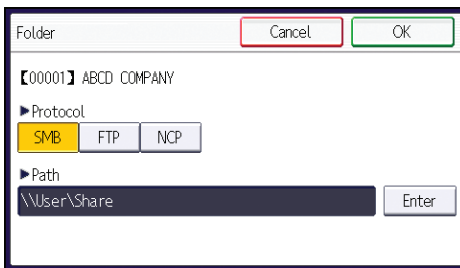 Folder Cancel OK
【00001】 ABCD COMPANY
►Protocol
SMB FTP NCP
►Path
\\User\Share Enter